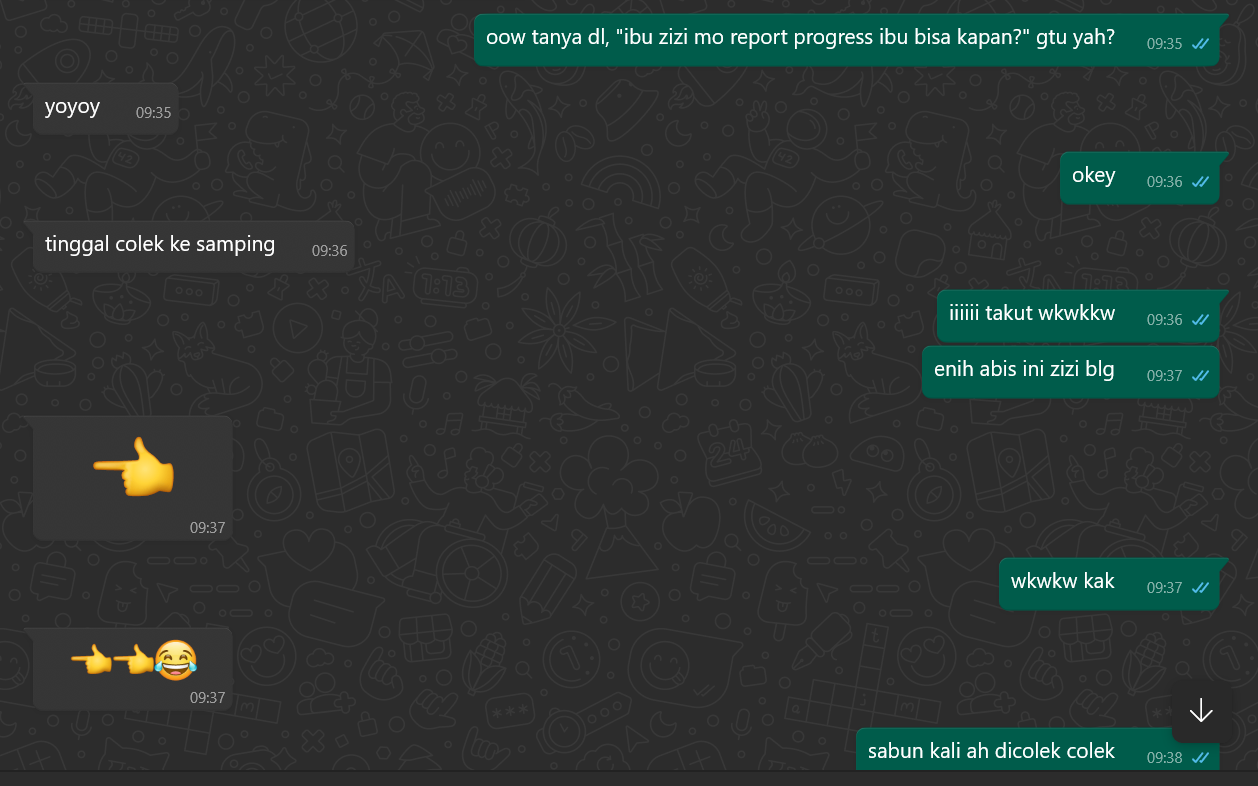 oow tanya dl, "ibu zizi mo report progress ibu bisa kapan?" gtu yah?
09:35
yoyoy
09:35
okey
09:36
tinggal colek ke samping
09:36
iiiiii takut wkwkkw
09:36
enih abis ini zizi blg
09:37
👈
09:37
wkwkw kak
09:37
👈👈😂
09:37
sabun kali ah dicolek colek
09:38